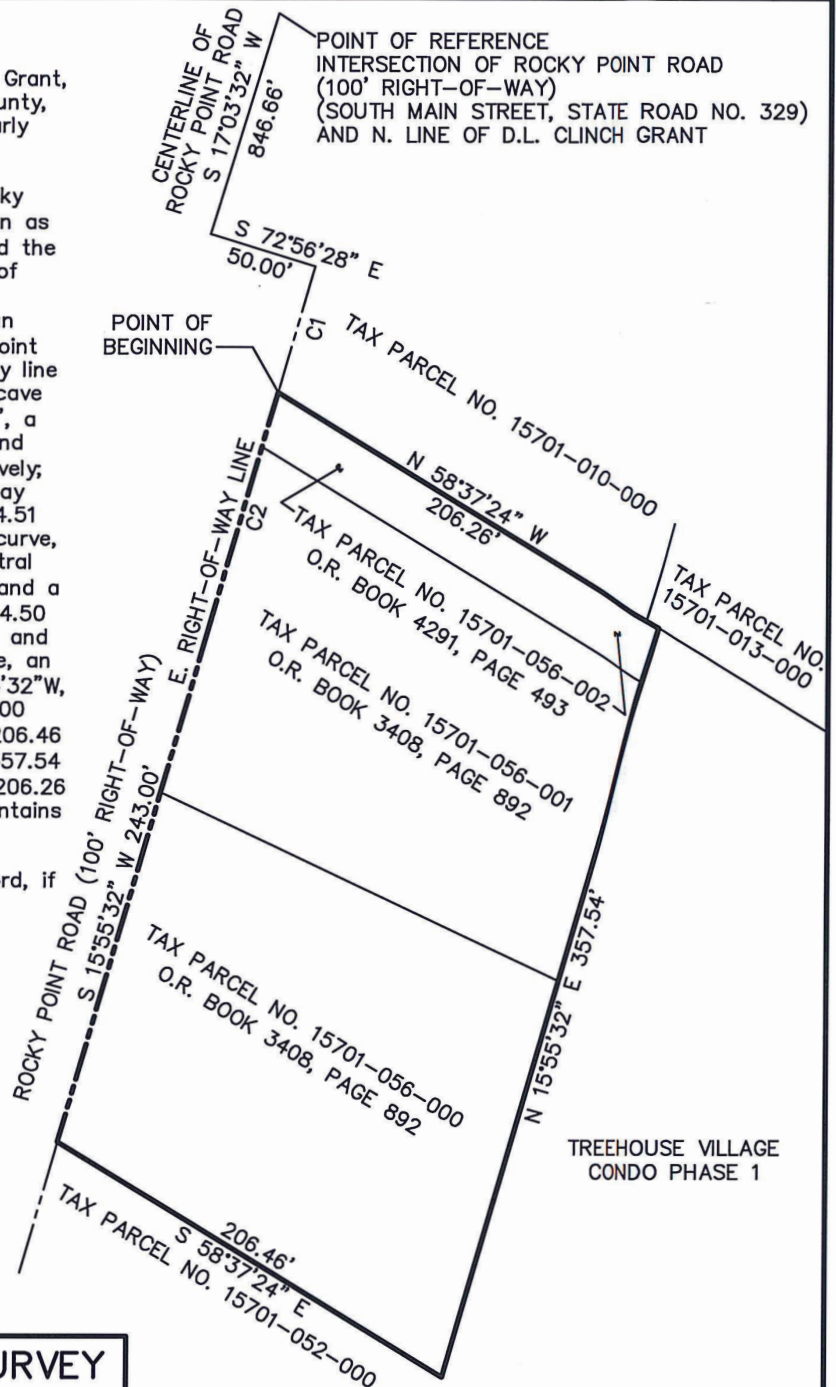 Grant,
unty,
arly
ky
n as
d the
of
n
oint
y line
cave
', a
nd
vely;
ay
4.51
curve,
tral
and a
4.50
and
e, an
'32"W,
00
206.46
357.54
206.26
ntains
rd, if
CENTERLINE OF
ROCKY POINT ROAD
S 17°03'32" W
846.66'
POINT OF REFERENCE
INTERSECTION OF ROCKY POINT ROAD
(100' RIGHT-OF-WAY)
(SOUTH MAIN STREET, STATE ROAD NO. 329)
AND N. LINE OF D.L. CLINCH GRANT
S 72°56'28" E
50.00'
C1
POINT OF
BEGINNING
TAX PARCEL NO. 15701-010-000
N 58°37'24" W
206.26'
TAX PARCEL NO.
15701-013-000
E. RIGHT-OF-WAY LINE
C2
TAX PARCEL NO. 15701-056-002
O.R. BOOK 4291, PAGE 493
TAX PARCEL NO. 15701-056-001
O.R. BOOK 3408, PAGE 892
ROCKY POINT ROAD (100' RIGHT-OF-WAY)
S 15°55'32" W 243.00'
N 15°55'32" E 357.54'
TAX PARCEL NO. 15701-056-000
O.R. BOOK 3408, PAGE 892
TREEHOUSE VILLAGE
CONDO PHASE 1
206.46'
S 58°37'24" E
TAX PARCEL NO. 15701-052-000
URVEY